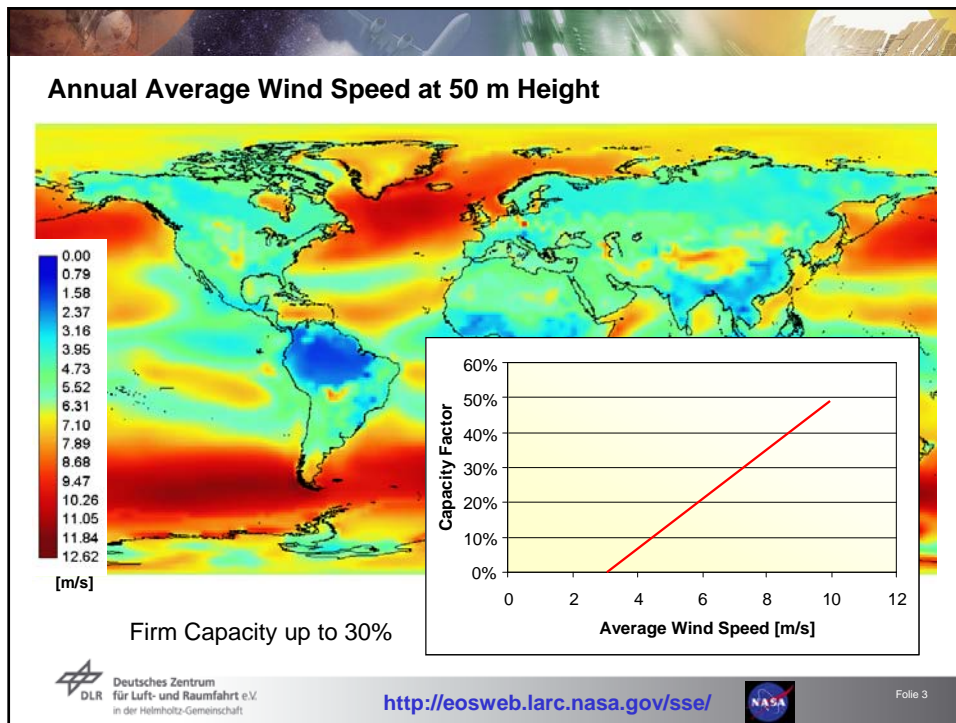 Annual Average Wind Speed at 50 m Height
0.00
0.79
1.58
2.37
3.16
3.95
4.73
5.52
6.31
7.10
7.89
8.68
9.47
10.26
11.05
11.84
12.62
[m/s]
Capacity Factor
60%
50%
40%
30%
20%
10%
0%
0 2 4 6 8 10 12
Average Wind Speed [m/s]
Firm Capacity up to 30%
DLR
Deutsches Zentrum
für Luft- und Raumfahrt e.V.
in der Helmholtz-Gemeinschaft
http://eosweb.larc.nasa.gov/sse/
NASA
Folie 3